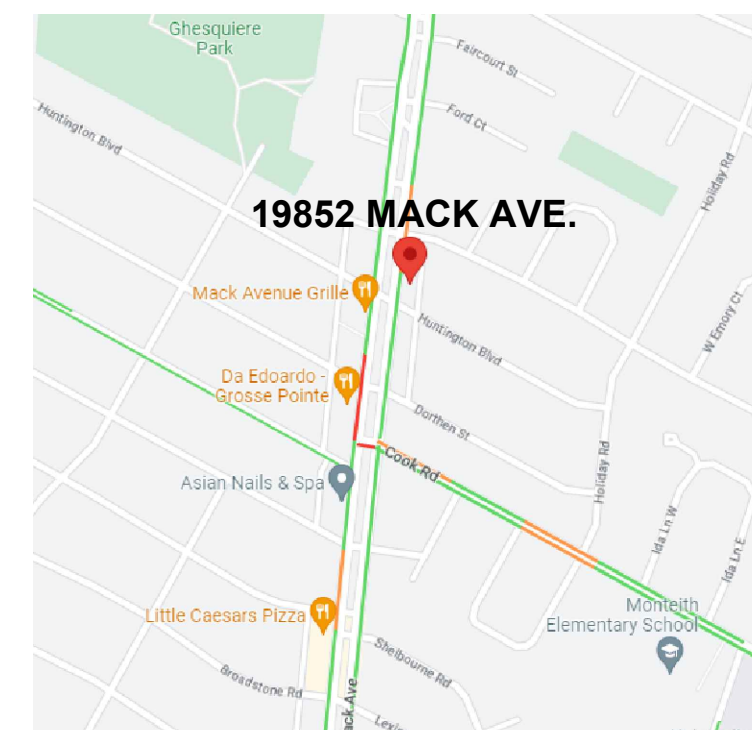 Ghesquiere
Park
Faircourt St
Ford Ct
Huntington Blvd
Holiday Rd
19852 MACK AVE.
Mack Avenue Grille
Huntington Blvd
W Emory Ct
Da Edoardo -
Grosse Pointe
Dorthen St
Cook Rd
Holiday Rd
Asian Nails & Spa
Ida Ln W
Ida Ln E
Monteith
Elementary School
Little Caesars Pizza
Shelbourne Rd
Broadstone Rd
ack Ave
Lexin